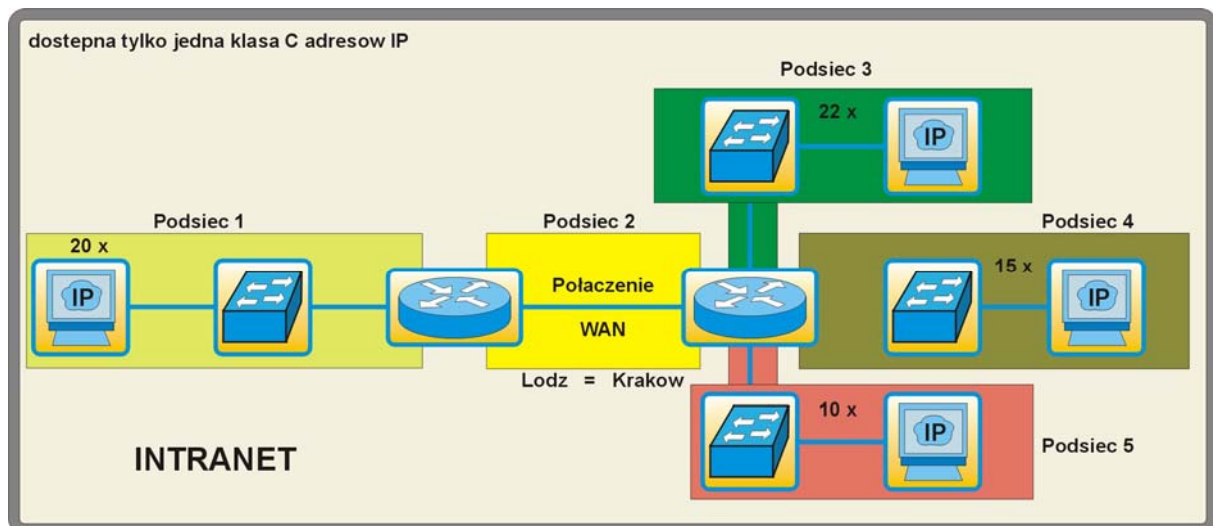 dostepna tylko jedna klasa C adresow IP
Podsiec 3
22 x
IP
Podsiec 1
Podsiec 2
Podsiec 4
20 x
IP
Połaczenie
WAN
15 x
IP
Lodz = Krakow
10 x
IP
Podsiec 5
INTRANET